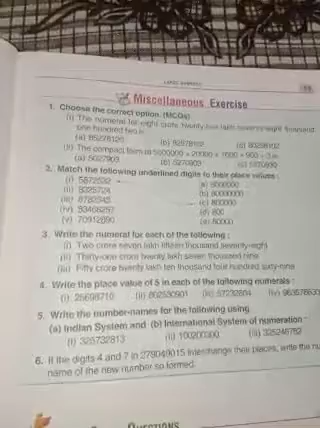 Miscellaneous Exercise
1. Choose the correct option. (MCQs)
(i) The numeral for eight crore twenty-two lakh seventy-eight thousand
one hundred two is
(a) 85278120 (b) (c)
(ii) The compact form of 5000000 + 20000 + 7000 + 900 + 3 is
(a) 5027903 (b) 5270903 (c)
2. Match the following underlined digits to their place values :
(i) 5872532 (a) 8000000
(ii) 8325724 (b) 80000000
(iii) 8782945 (c) 800000
(iv) 83468257 (d) 800
(v) 70912890 (e) 80000
3. Write the numeral for each of the following :
(i) Two crore seven lakh fifteen thousand seventy-eight
(ii) Thirty-one crore twenty lakh seven thousand nine
(iii) Fifty crore twenty lakh ten thousand four hundred sixty-nine
4. Write the place value of 5 in each of the following numerals :
(i) 25698710 (ii) 802530901 (iii) 57232804 (iv)
5. Write the number-names for the following using
(a) Indian System and (b) International System of numeration :
(i) 325732813 (ii) 100200300 (iii) 325246782
6. If the digits 4 and 7 in 279048015 interchange their places, write the
name of the new number so formed.
QUESTIONS